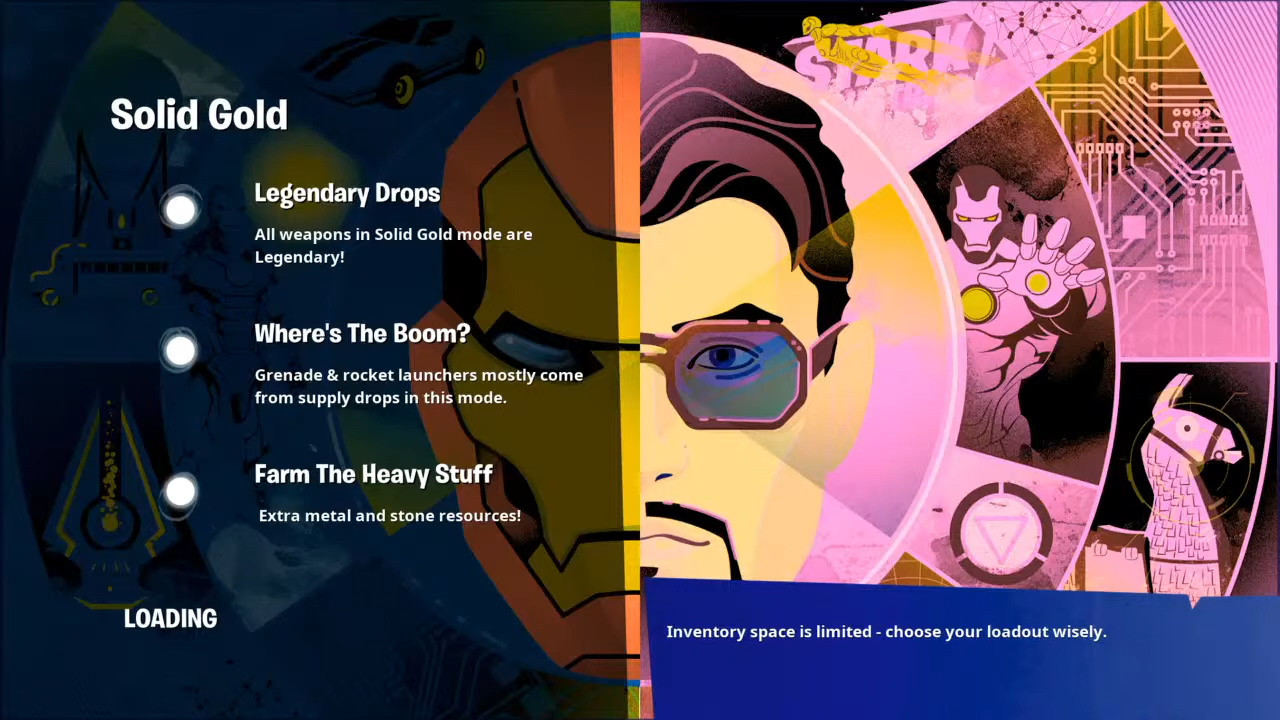 STARK
Solid Gold
Legendary Drops
All weapons in Solid Gold mode are
Legendary!
Where's The Boom?
Grenade & rocket launchers mostly come
from supply drops in this mode.
Farm The Heavy Stuff
Extra metal and stone resources!
LOADING
Inventory space is limited - choose your loadout wisely.